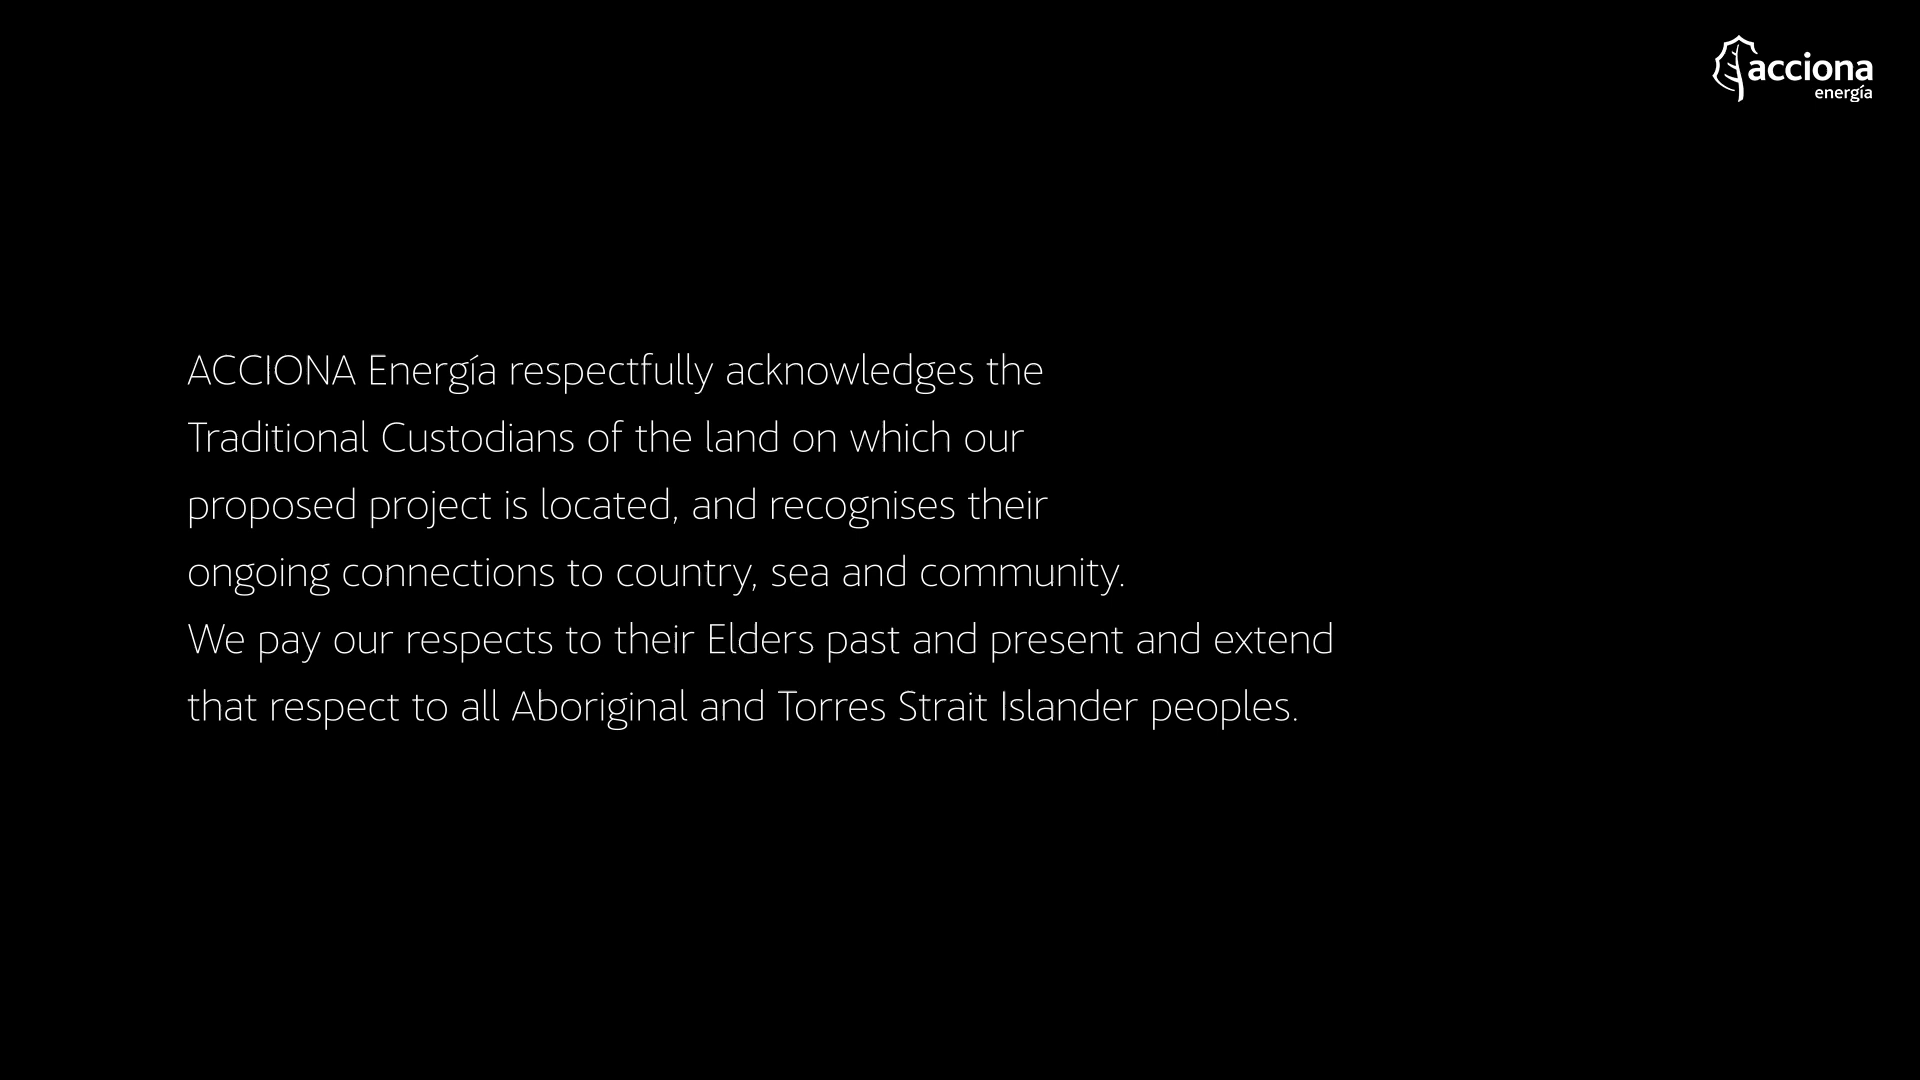 acciona
energía
ACCIONA Energía respectfully acknowledges the
Traditional Custodians of the land on which our
proposed project is located, and recognises their
ongoing connections to country, sea and community.
We pay our respects to their Elders past and present and extend
that respect to all Aboriginal and Torres Strait Islander peoples.